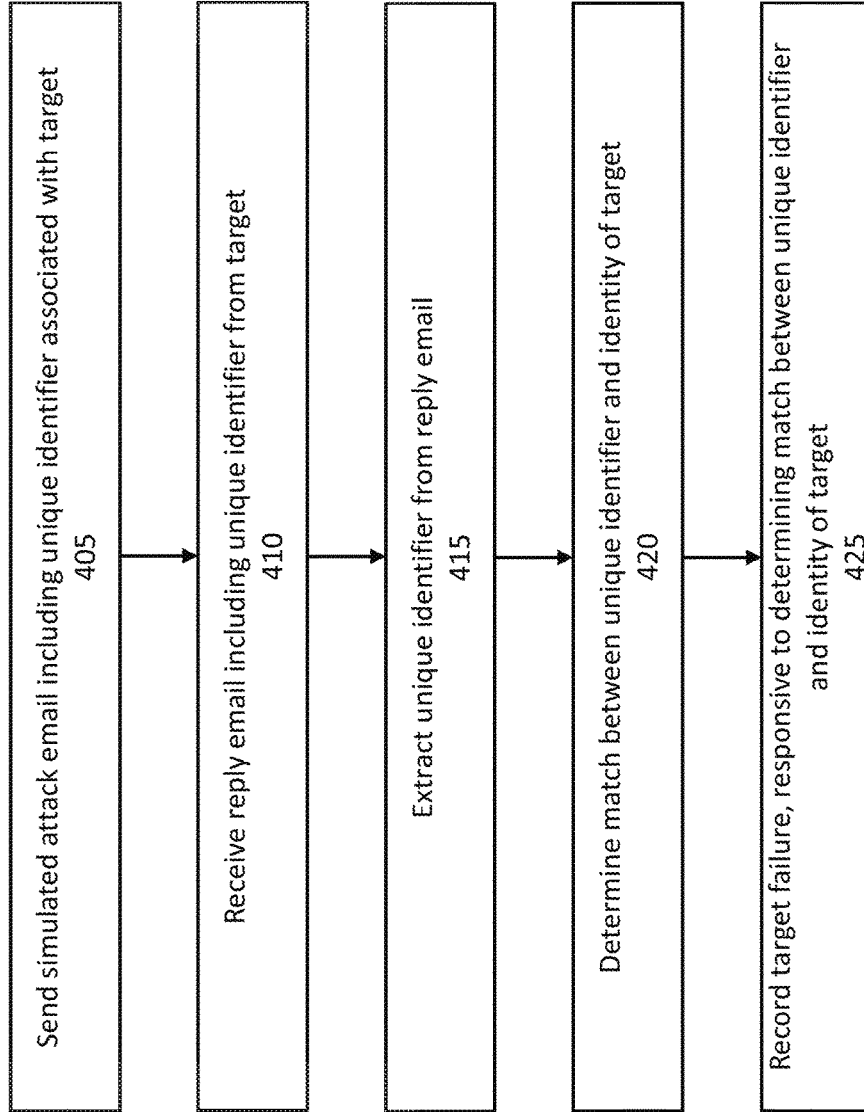 Send simulated attack email including unique identifier associated with target
405
Receive reply email including unique identifier from target
410
Extract unique identifier from reply email
415
Determine match between unique identifier and identity of target
420
Record target failure, responsive to determining match between unique identifier
and identity of target
425